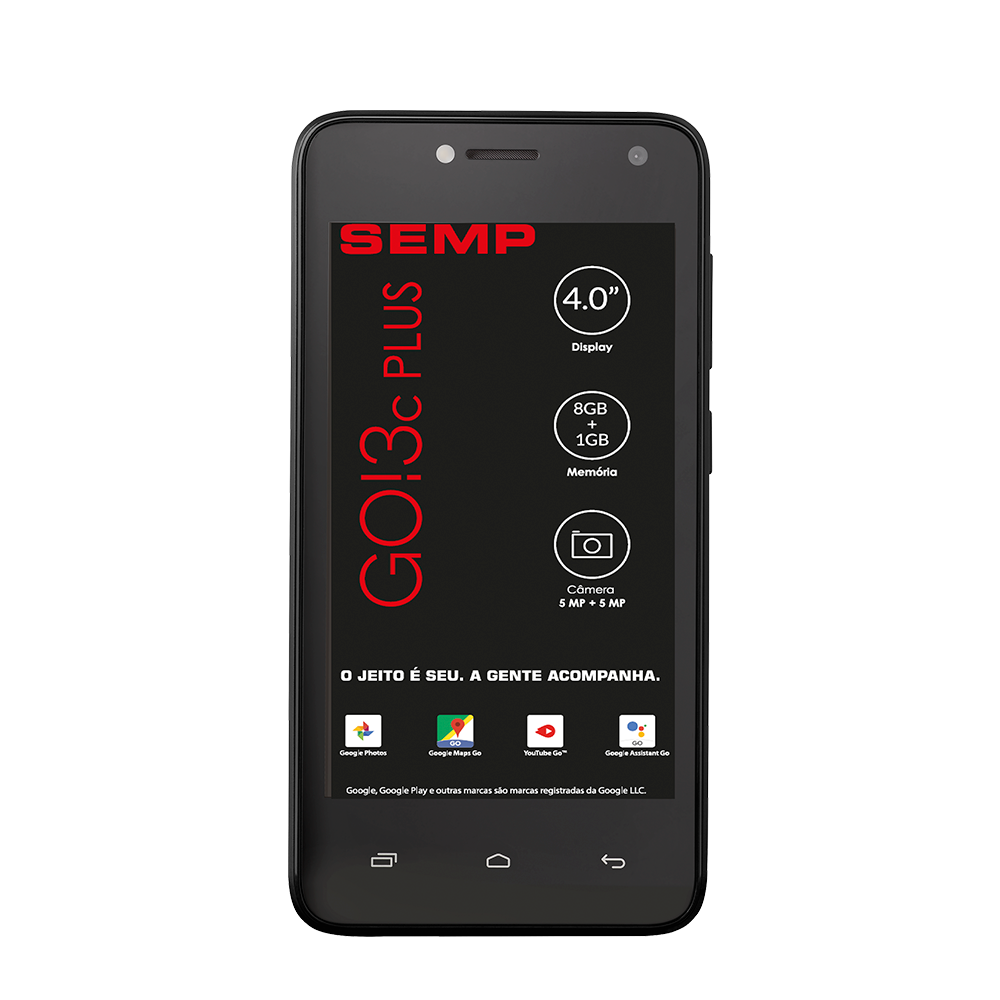 SEMP
GO!3c PLUS
4.0”
Display
8GB
+
1GB
Memória
Câmera
5 MP + 5 MP
O JEITO É SEU. A GENTE ACOMPANHA.
Google Photos
GO
Google Maps Go
YouTube Go™
GO
Google Assistant Go
Google, Google Play e outras marcas são marcas registradas da Google LLC.